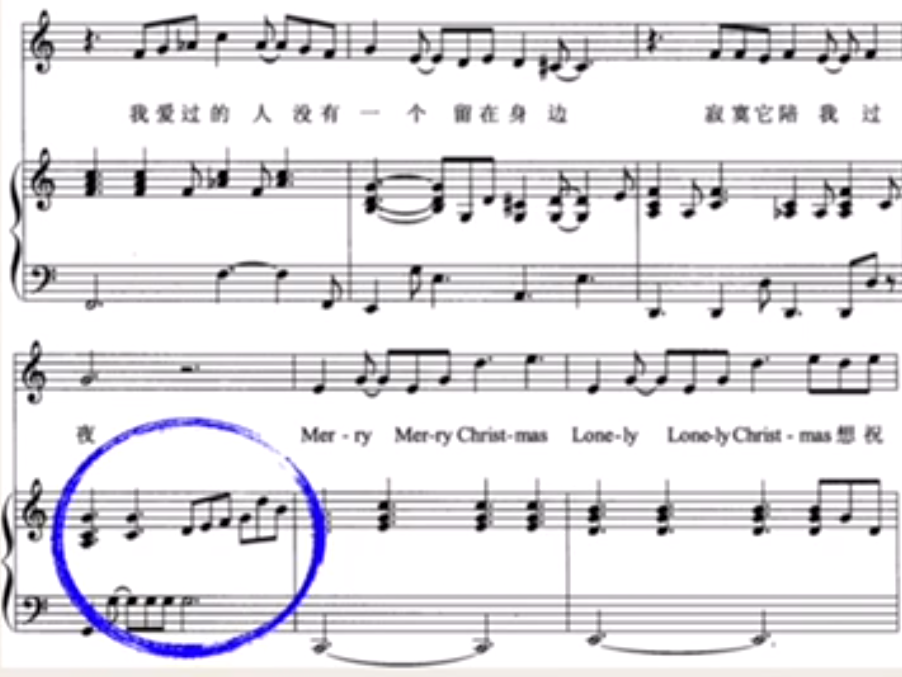 我爱过的 人 没有 一 个 留在身 边 寂寞它陪 我 过
夜 Mer - ry Mer-ry Christ-mas Lone-ly Lone-ly Christ - mas 想 祝